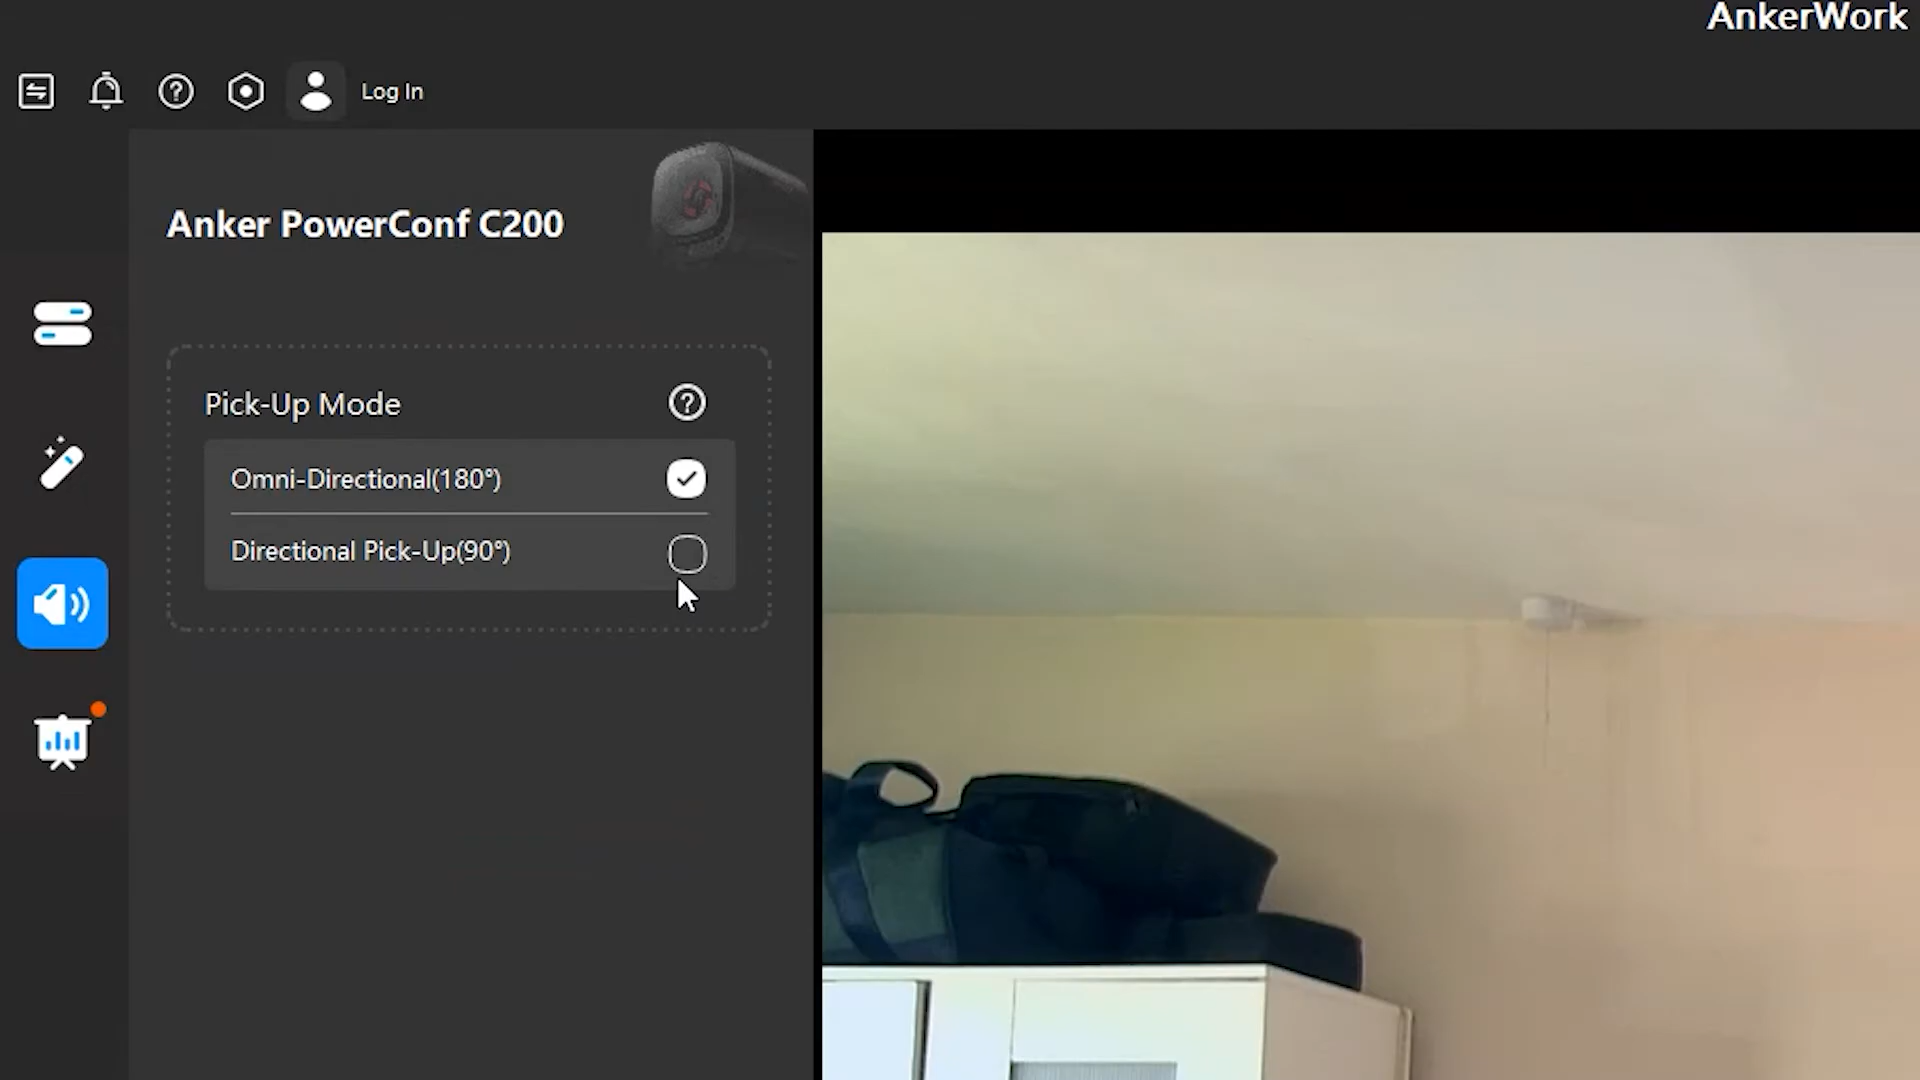 AnkerWork
Log In
Anker PowerConf C200
Pick-Up Mode
Omni-Directional(180°)
Directional Pick-Up(90°)